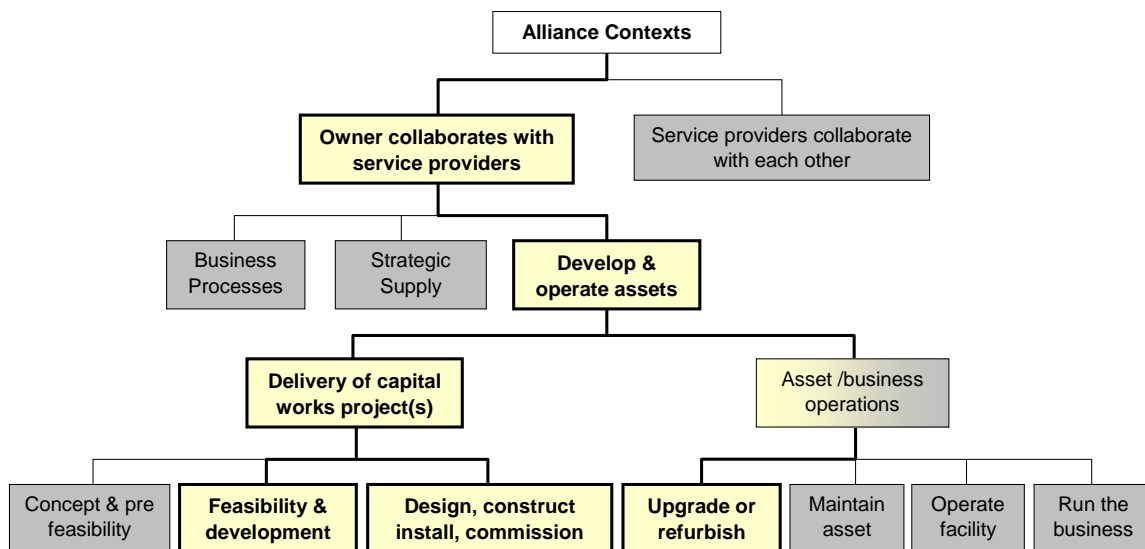 Alliance Contexts
Owner collaborates with
service providers
Service providers collaborate
with each other
Business
Processes
Strategic
Supply
Develop &
operate assets
Delivery of capital
works project(s)
Asset /business
operations
Concept & pre
feasibility
Feasibility &
development
Design, construct
install, commission
Upgrade or
refurbish
Maintain
asset
Operate
facility
Run the
business